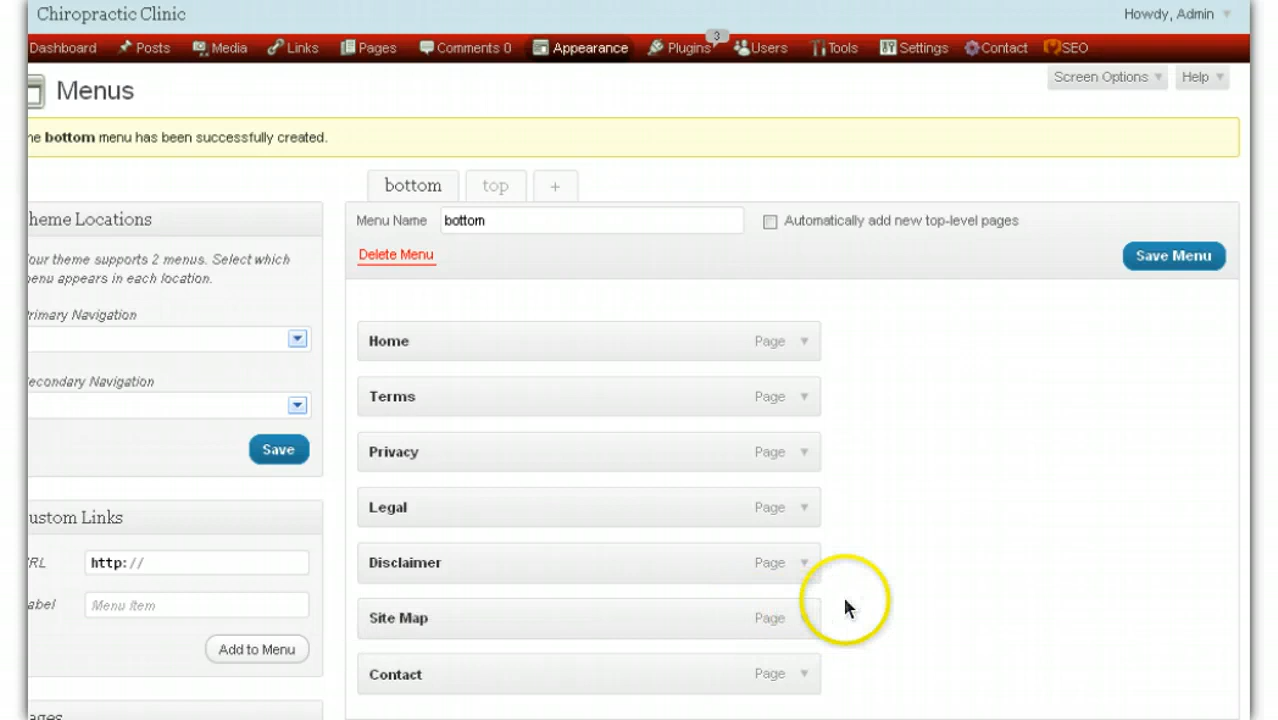 Chiropractic Clinic
Howdy, Admin
Dashboard Posts Media Links Pages Comments 0 Appearance Plugins 3 Users Tools Settings Contact SEO
Screen Options Help
Menus
he bottom menu has been successfully created.
bottom top +
heme Locations
our theme supports 2 menus. Select which
enu appears in each location.
rimary Navigation
econdary Navigation
Save
Menu Name bottom Automatically add new top-level pages
Delete Menu
Save Menu
Home Page
Terms Page
Privacy Page
Legal Page
Disclaimer Page
Site Map Page
Contact Page
ustom Links
RL http://
abel Menu Item
Add to Menu
ages